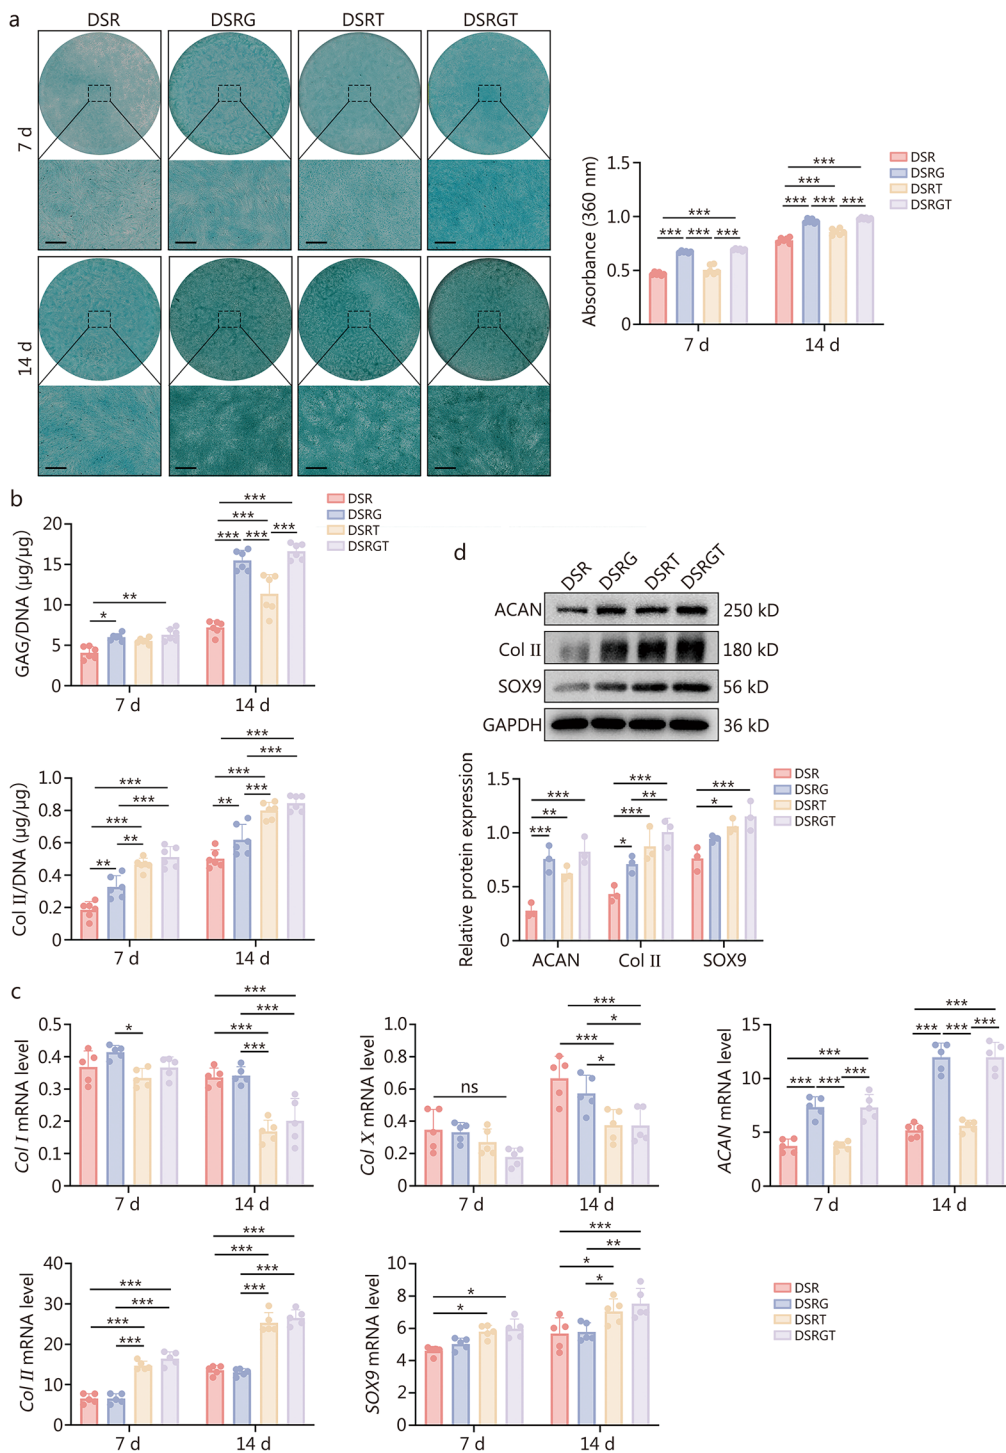 a
DSR DSRG DSRT DSRGT
7 d
14 d
Absorbance (360 nm)
1.5
1.0
0.5
0
*** *** *** ***
*** *** *** *** ***
7 d 14 d
DSR
DSRG
DSRT
DSRGT
b
GAG/DNA (μg/μg)
20
15
10
5
0
* **
*** *** *** *** ***
7 d 14 d
DSR
DSRG
DSRT
DSRGT
Col II/DNA (μg/μg)
1.0
0.8
0.6
0.4
0.2
0
** ** *** *** ***
** *** *** *** ***
7 d 14 d
d
DSR DSRG DSRT DSRGT
ACAN 250 kD
Col II 180 kD
SOX9 56 kD
GAPDH 36 kD
Relative protein expression
1.5
1.0
0.5
0
*** ** ***
* *** ** ***
* ***
ACAN Col II SOX9
DSR
DSRG
DSRT
DSRGT
c
Col I mRNA level
0.5
0.4
0.3
0.2
0.1
0
*
*** *** *** ***
7 d 14 d
Col X mRNA level
1.0
0.8
0.6
0.4
0.2
0
ns
* *** * ***
7 d 14 d
ACAN mRNA level
15
10
5
0
*** *** *** ***
*** *** *** ***
7 d 14 d
Col II mRNA level
40
30
20
10
0
*** *** *** ***
*** *** *** ***
7 d 14 d
SOX9 mRNA level
10
8
6
4
2
0
* *
* * ** ***
7 d 14 d
DSR
DSRG
DSRT
DSRGT